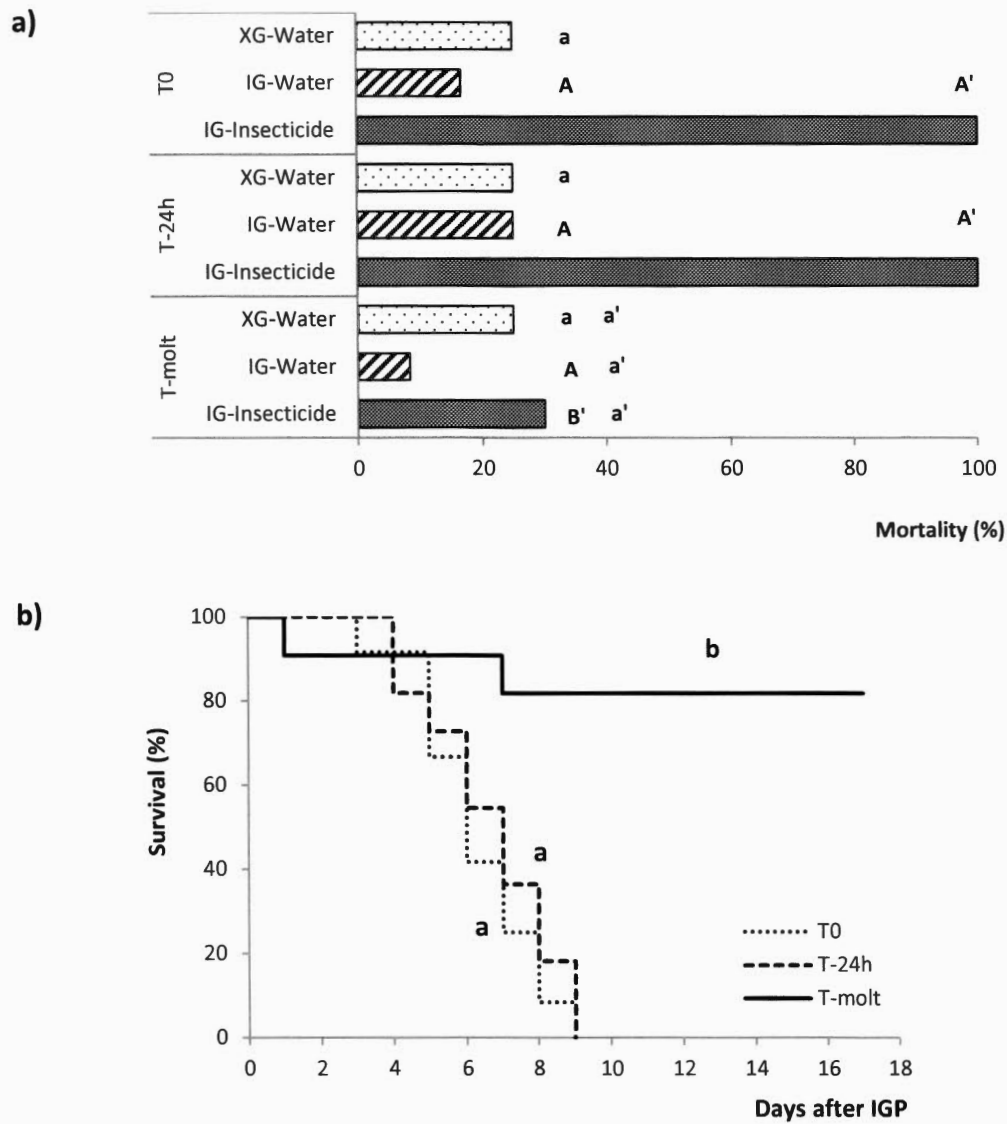 a)
T0
XG-Water a
IG-Water A A'
IG-Insecticide
T-24h
XG-Water a
IG-Water A A'
IG-Insecticide
T-molt
XG-Water a a'
IG-Water A a'
IG-Insecticide B' a'
0 20 40 60 80 100
Mortality (%)
b)
Survival (%)
100
80
60
40
20
0
b
a
a
T0
T-24h
T-molt
0 2 4 6 8 10 12 14 16 18
Days after IGP